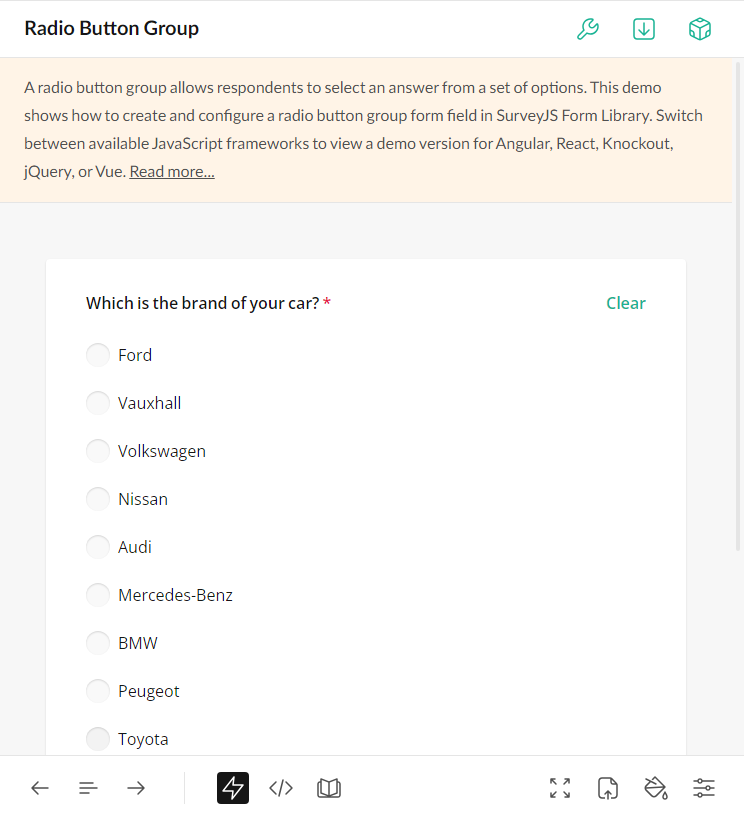 Radio Button Group
A radio button group allows respondents to select an answer from a set of options. This demo
shows how to create and configure a radio button group form field in SurveyJS Form Library. Switch
between available JavaScript frameworks to view a demo version for Angular, React, Knockout,
jQuery, or Vue. Read more...
Which is the brand of your car? * Clear
Ford
Vauxhall
Volkswagen
Nissan
Audi
Mercedes-Benz
BMW
Peugeot
Toyota